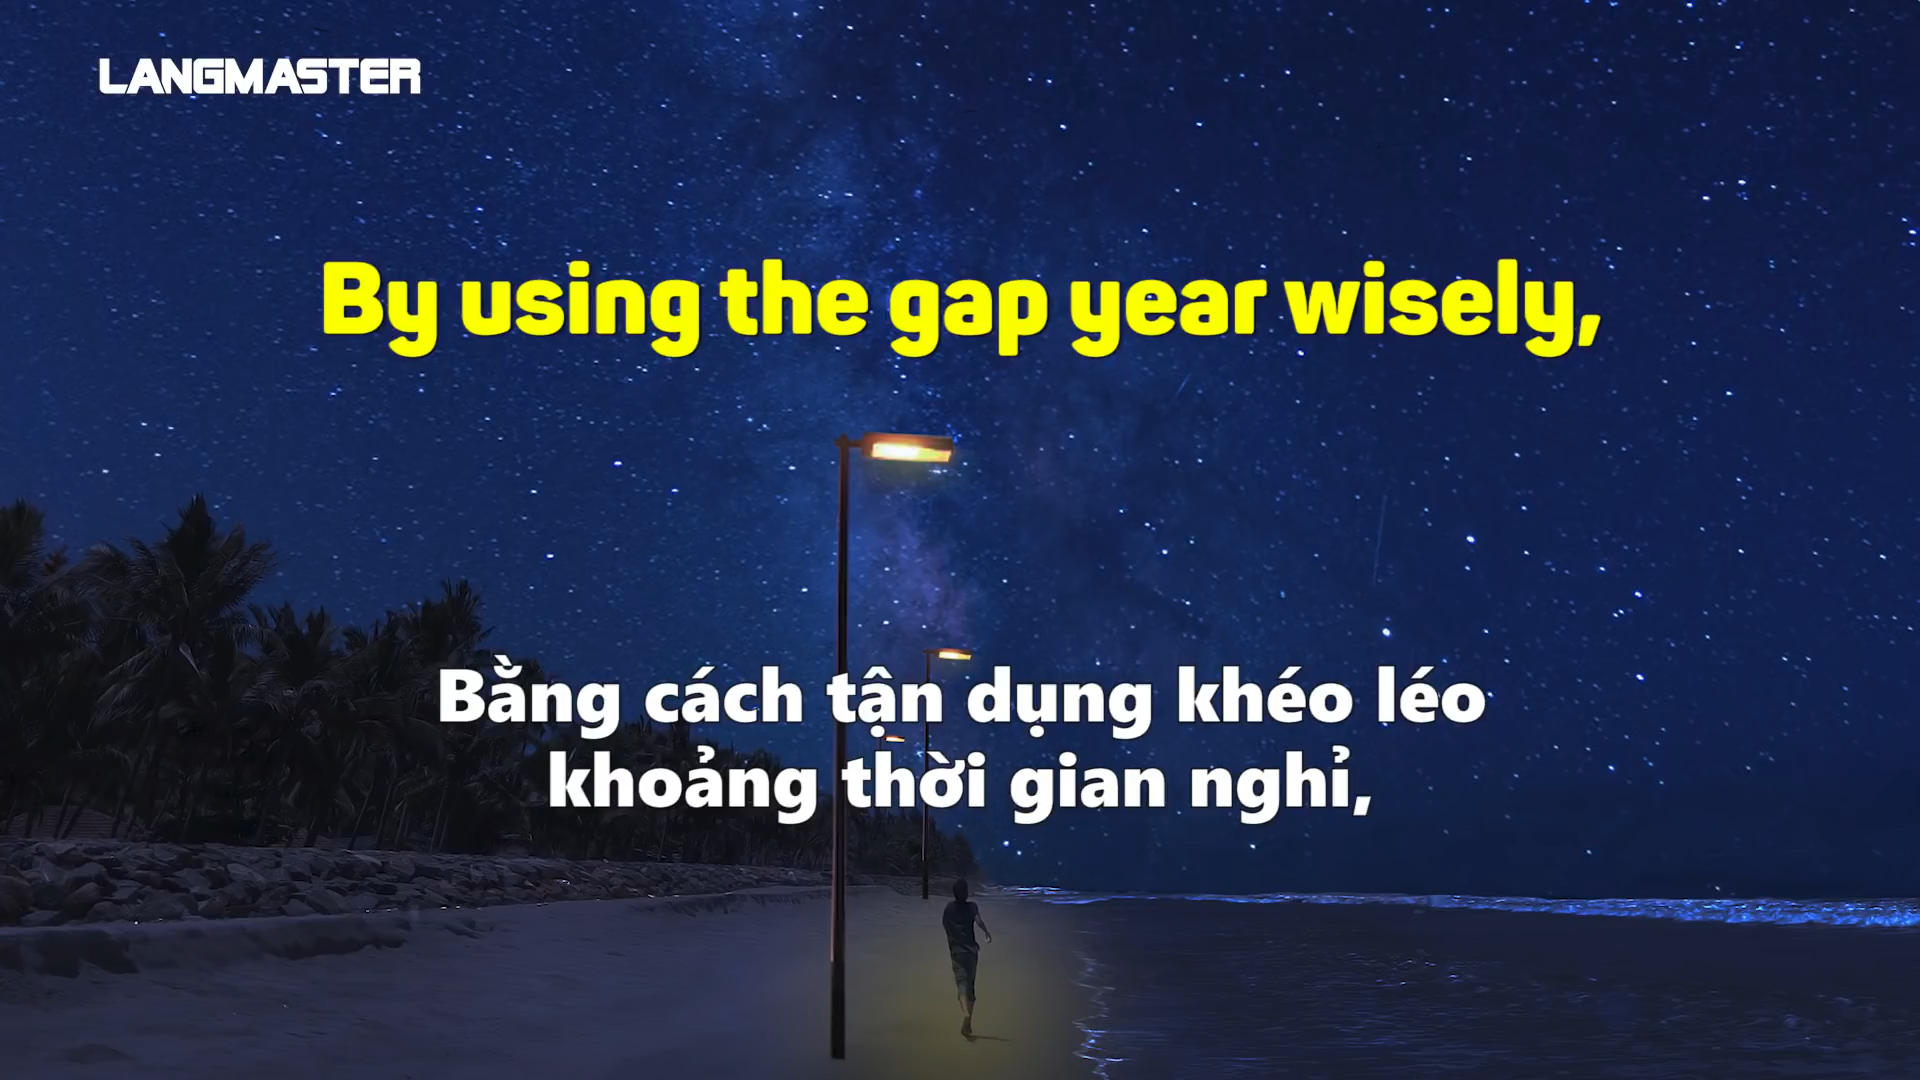 LANGMASTER
By using the gap year wisely,
Bằng cách tận dụng khéo léo
khoảng thời gian nghỉ,